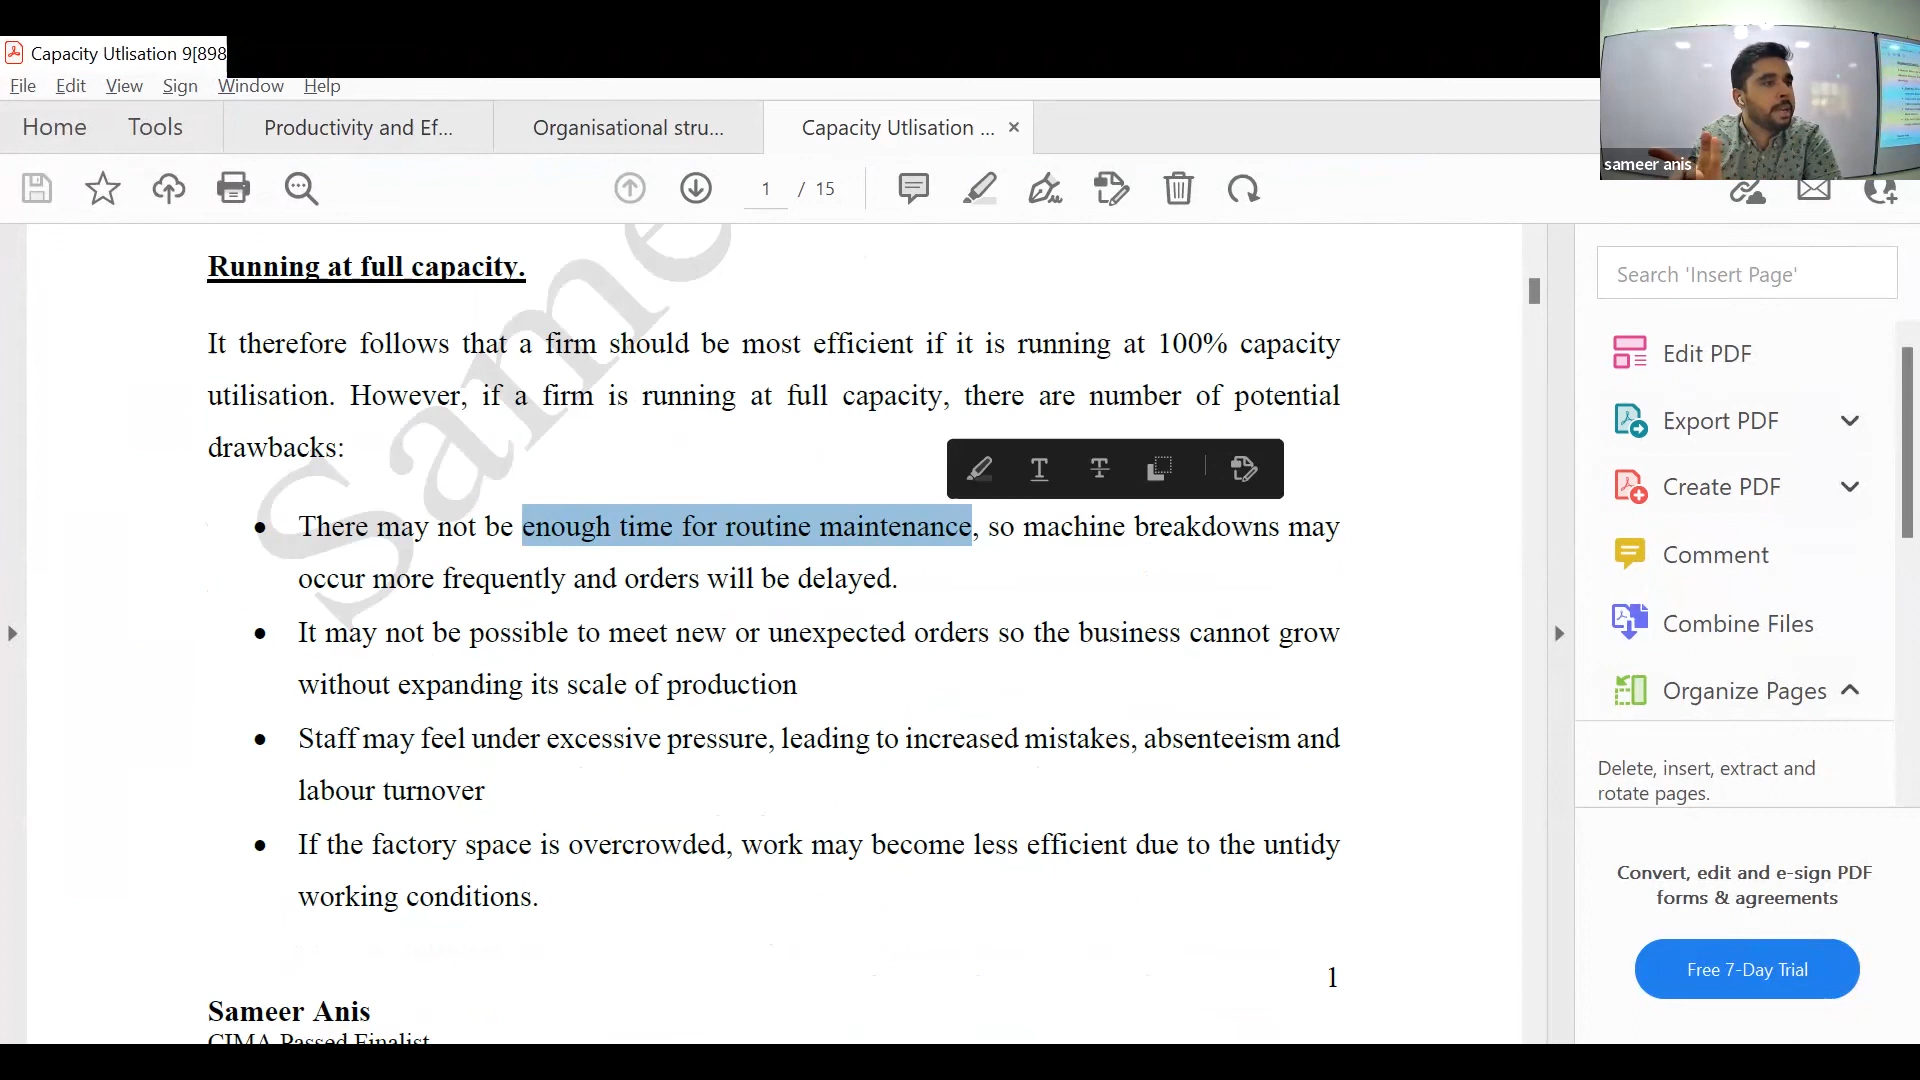 Capacity Utlisation 9[898
File Edit View Sign Window Help
Home Tools Productivity and Ef... Organisational stru... Capacity Utlisation ... ×
1 / 15
sameer anis
Running at full capacity.
It therefore follows that a firm should be most efficient if it is running at 100% capacity
utilisation. However, if a firm is running at full capacity, there are number of potential
drawbacks:
• There may not be enough time for routine maintenance, so machine breakdowns may
occur more frequently and orders will be delayed.
• It may not be possible to meet new or unexpected orders so the business cannot grow
without expanding its scale of production
• Staff may feel under excessive pressure, leading to increased mistakes, absenteeism and
labour turnover
• If the factory space is overcrowded, work may become less efficient due to the untidy
working conditions.
1
Sameer Anis
CIMA Passed Finalist
Same
Search 'Insert Page'
Edit PDF
Export PDF
Create PDF
Comment
Combine Files
Organize Pages
Delete, insert, extract and
rotate pages.
Convert, edit and e-sign PDF
forms & agreements
Free 7-Day Trial